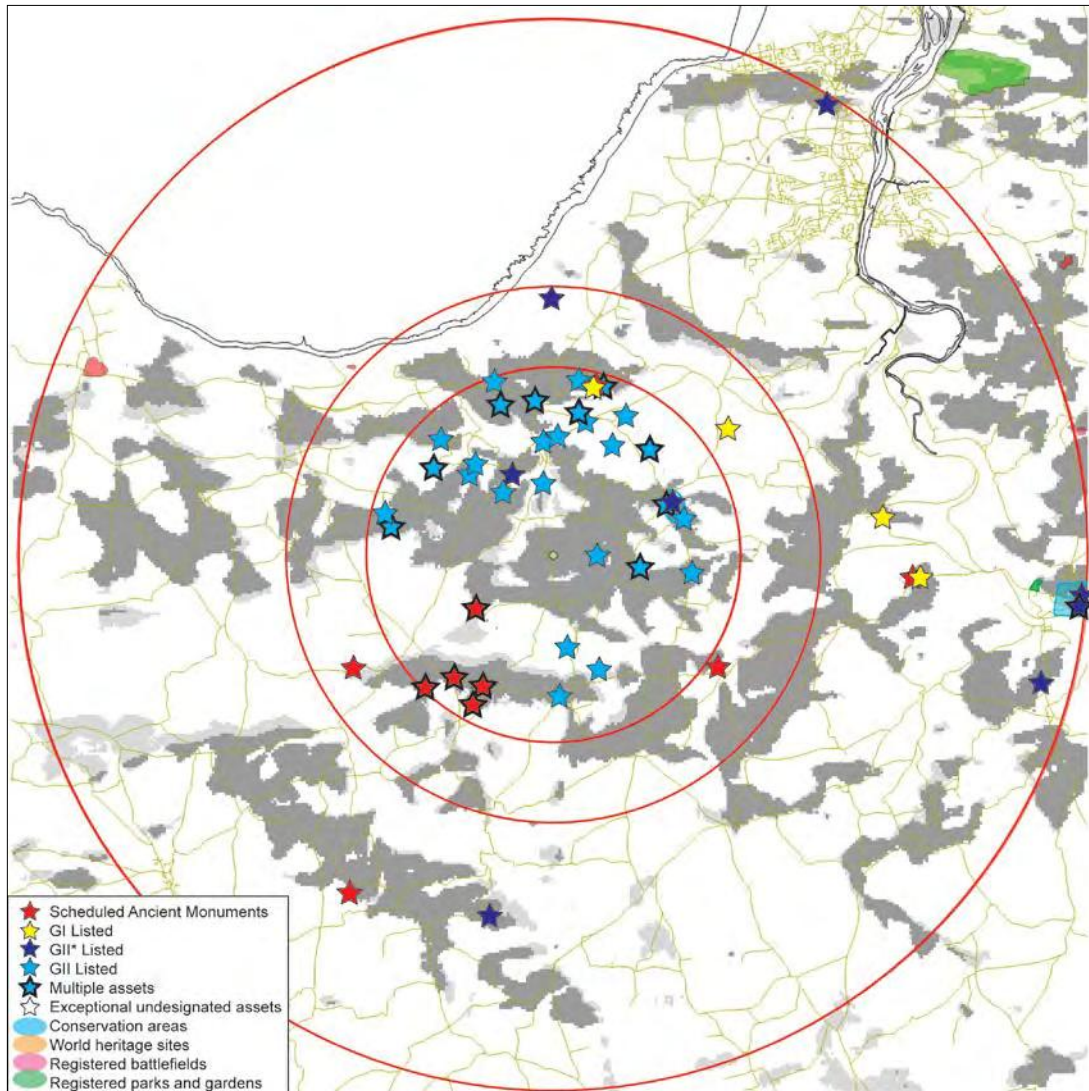 Scheduled Ancient Monuments
GI Listed
GII* Listed
GII Listed
Multiple assets
Exceptional undesignated assets
Conservation areas
World heritage sites
Registered battlefields
Registered parks and gardens